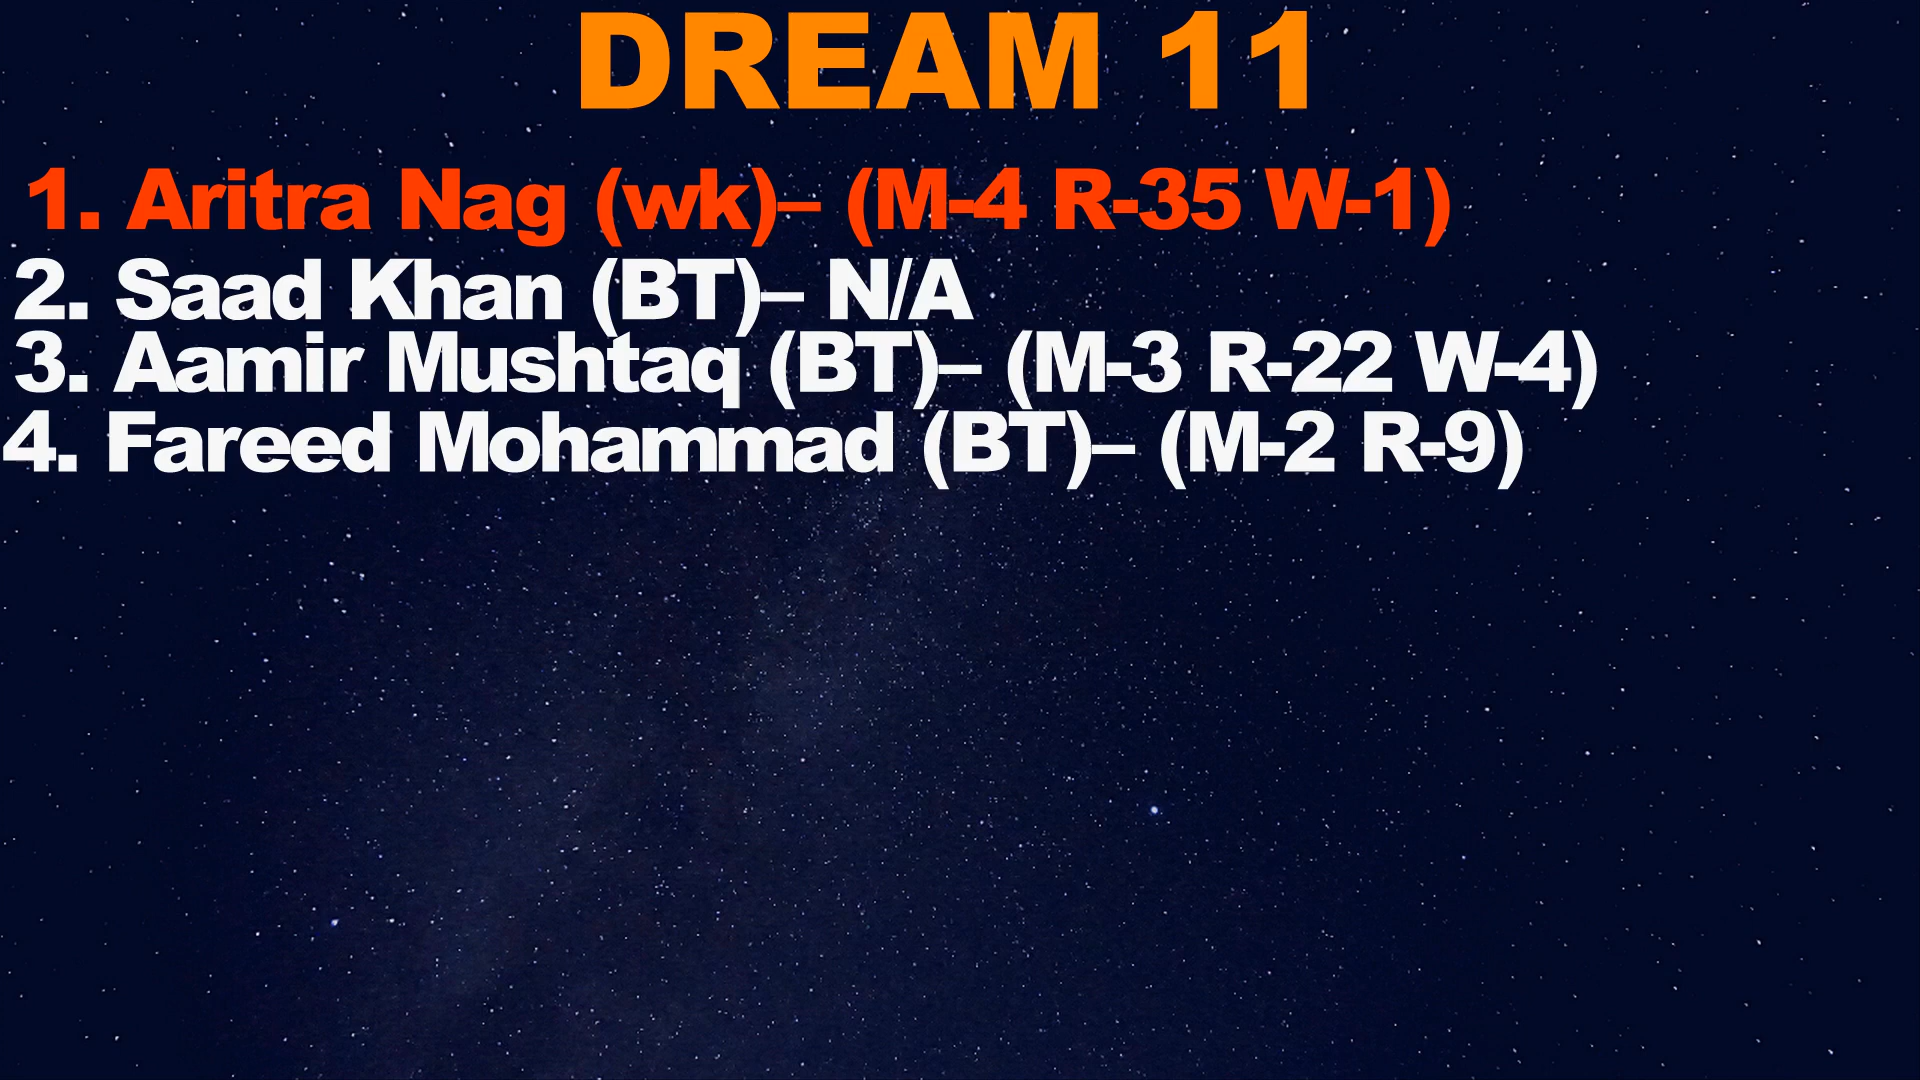 DREAM 11
1. Aritra Nag (wk)– (M-4 R-35 W-1)
2. Saad Khan (BT)– N/A
3. Aamir Mushtaq (BT)– (M-3 R-22 W-4)
4. Fareed Mohammad (BT)– (M-2 R-9)